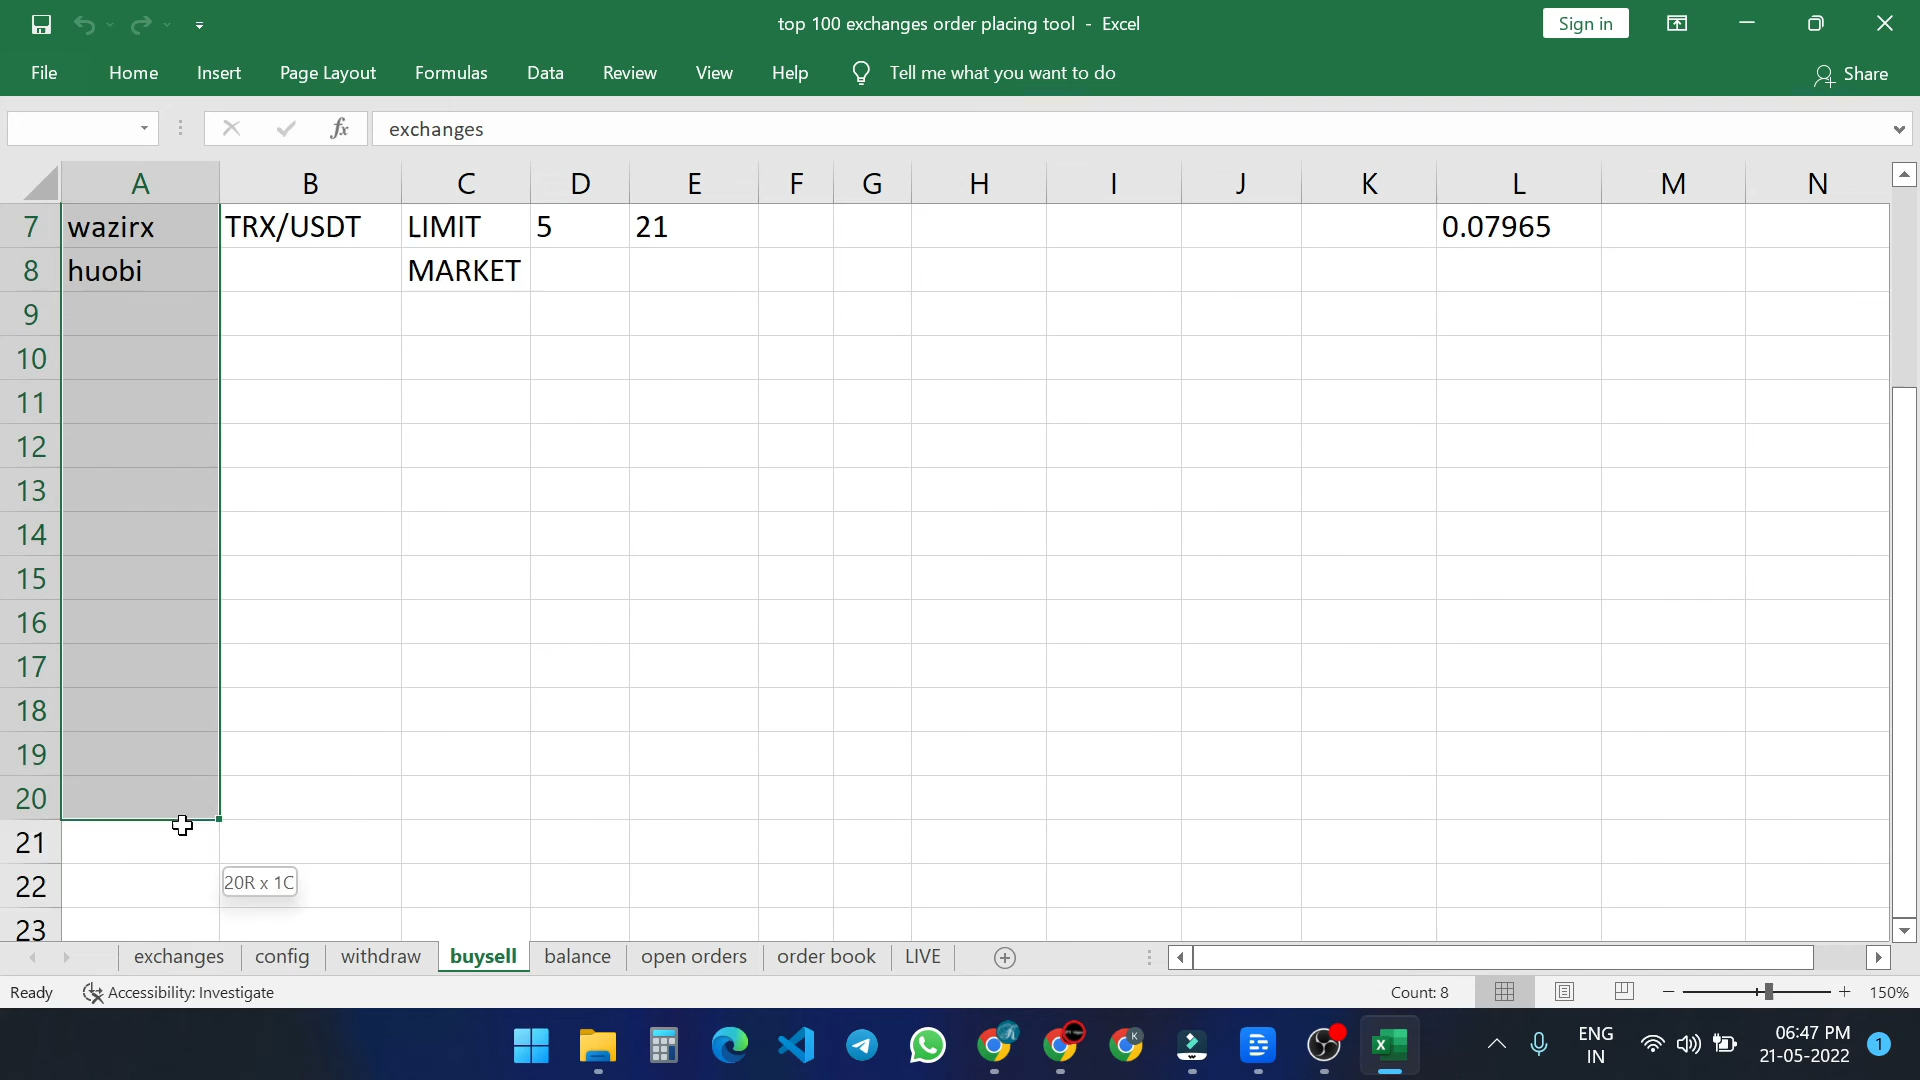 top 100 exchanges order placing tool - Excel
Sign in
File Home Insert Page Layout Formulas Data Review View Help Tell me what you want to do Share
fx exchanges
A B C D E F G H I J K L M N
7 wazirx TRX/USDT LIMIT 5 21 0.07965
8 huobi MARKET
9
10
11
12
13
14
15
16
17
18
19
20
21
22 20R x 1C
23
exchanges config withdraw buysell balance open orders order book LIVE
Ready Accessibility: Investigate Count: 8 150%
ENG
IN
06:47 PM
21-05-2022
1
K